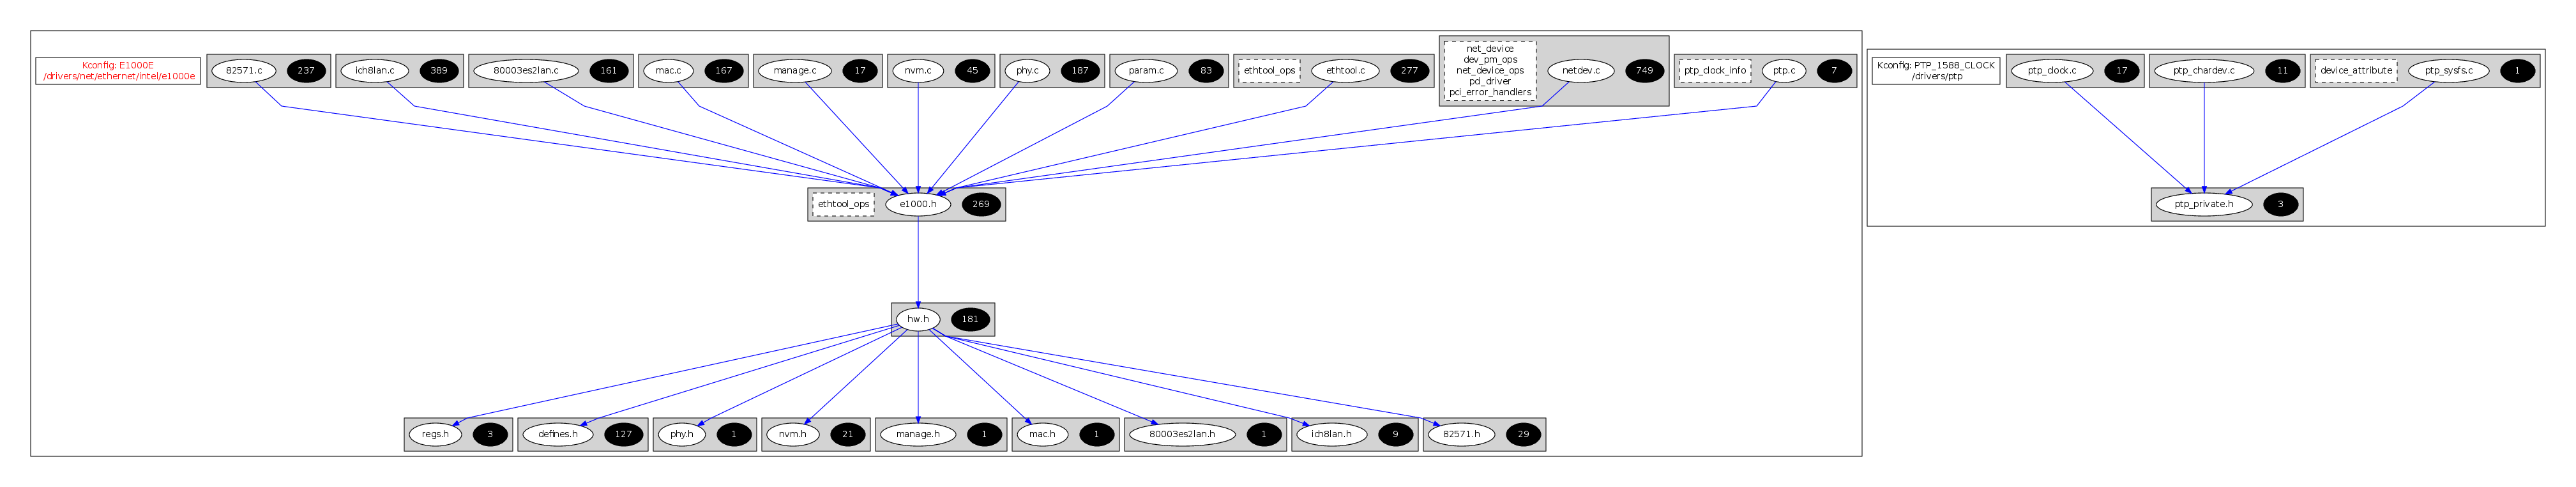 Kconfig: E1000E
/drivers/net/ethernet/intel/e1000e
82571.c 237
ich8lan.c 389
80003es2lan.c 161
mac.c 167
manage.c 17
nvm.c 45
phy.c 187
param.c 83
ethtool_ops ethtool.c 277
net_device
dev_pm_ops
net_device_ops
pci_driver
pci_error_handlers
netdev.c 749
ptp_clock_info ptp.c 7
Kconfig: PTP_1588_CLOCK
/drivers/ptp
ptp_clock.c 17
ptp_chardev.c 11
device_attribute ptp_sysfs.c 1
ethtool_ops e1000.h 269
ptp_private.h 3
hw.h 181
regs.h 3
defines.h 127
phy.h 1
nvm.h 21
manage.h 1
mac.h 1
80003es2lan.h 1
ich8lan.h 9
82571.h 29